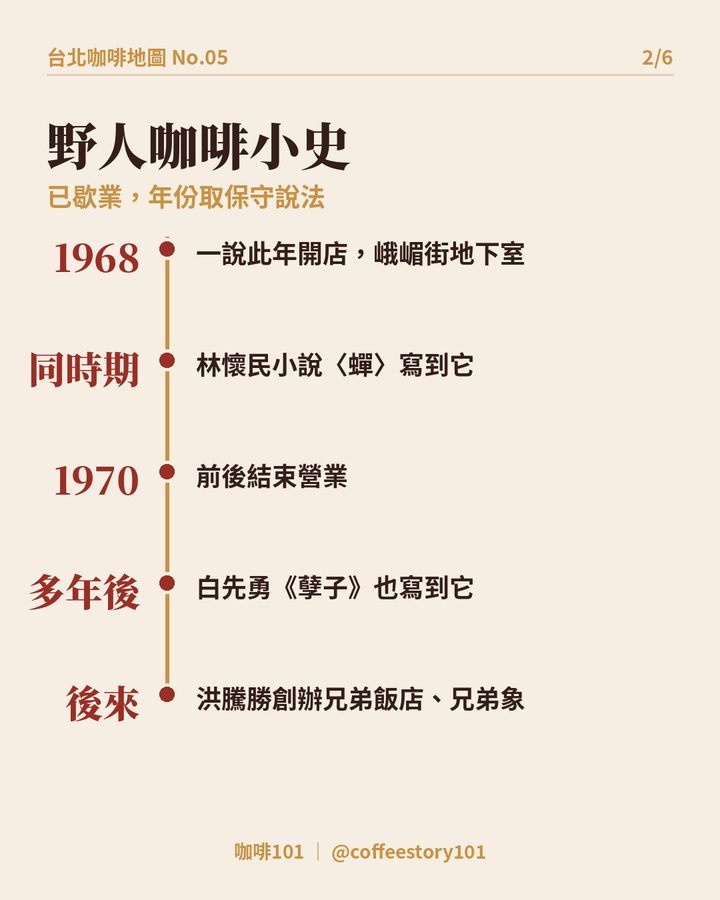 台北咖啡地圖 No.05
2/6
野人咖啡小史
已歇業，年份取保守說法
1968 一說此年開店，峨嵋街地下室
同時期 林懷民小說〈蟬〉寫到它
1970 前後結束營業
多年後 白先勇《孽子》也寫到它
後來 洪騰勝創辦兄弟飯店、兄弟象
咖啡101｜@coffeestory101